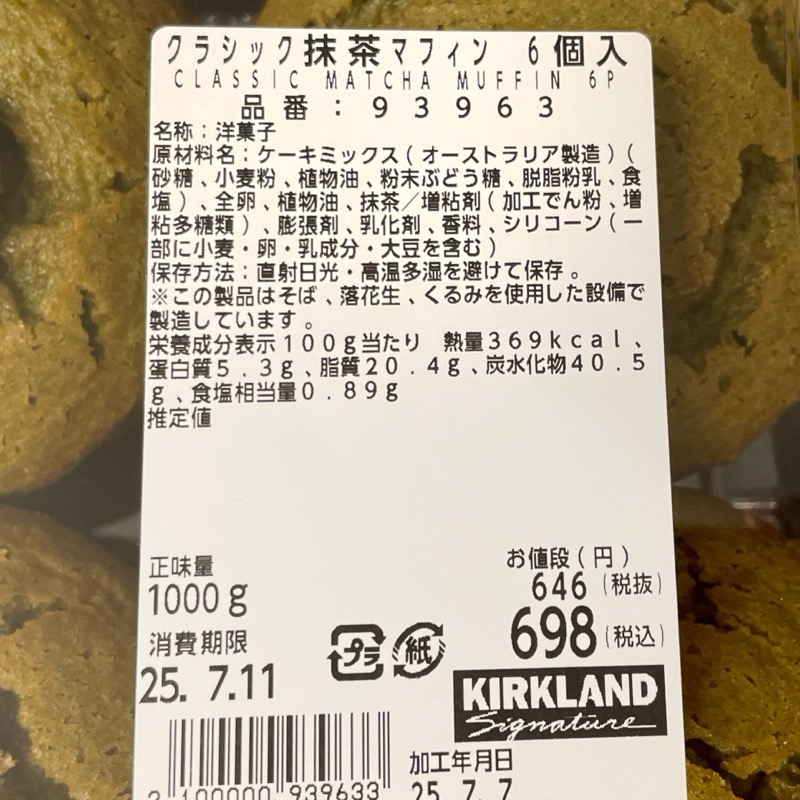 クラシック抹茶マフィン 6個入
CLASSIC MATCHA MUFFIN 6P
品番:93963
名称:洋菓子
原材料名:ケーキミックス(オーストラリア製造)(
砂糖、小麦粉、植物油、粉末ぶどう糖、脱脂粉乳、食
塩)、全卵、植物油、抹茶/増粘剤(加工でん粉、増
粘多糖類)、膨張剤、乳化剤、香料、シリコーン(一
部に小麦・卵・乳成分・大豆を含む)
保存方法:直射日光・高温多湿を避けて保存。
※この製品はそば、落花生、くるみを使用した設備で
製造しています。
栄養成分表示100g当たり 熱量369kcal、
蛋白質5.3g、脂質20.4g、炭水化物40.5
g、食塩相当量0.89g
推定値
正味量
1000g
お値段(円)
646(税抜)
698(税込)
消費期限
25. 7.11
プラ
紙
KIRKLAND
Signature
加工年月日
25. 7. 7
2 100000 939633